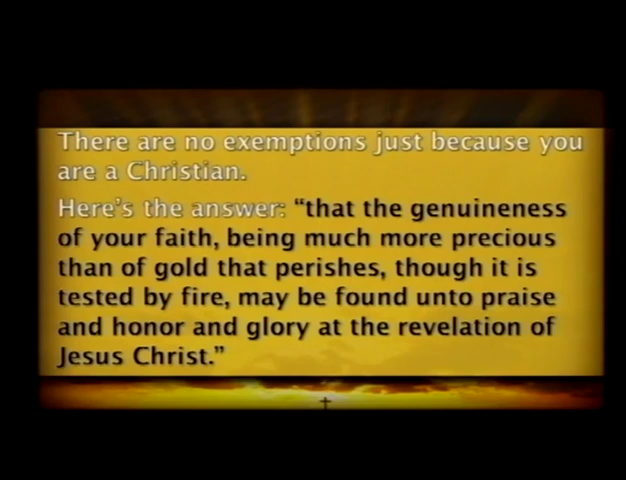 There are no exemptions just because you
are a Christian.
Here's the answer: “that the genuineness
of your faith, being much more precious
than of gold that perishes, though it is
tested by fire, may be found unto praise
and honor and glory at the revelation of
Jesus Christ.”